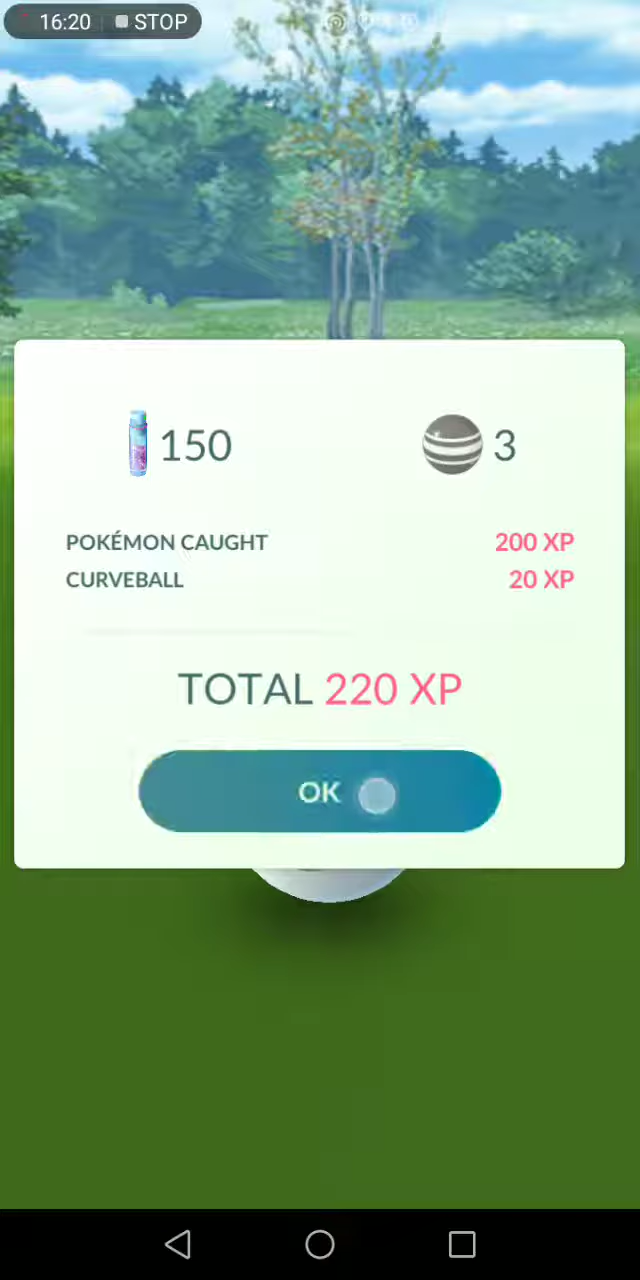 16:20 STOP
150 3
POKÉMON CAUGHT 200 XP
CURVEBALL 20 XP
TOTAL 220 XP
OK